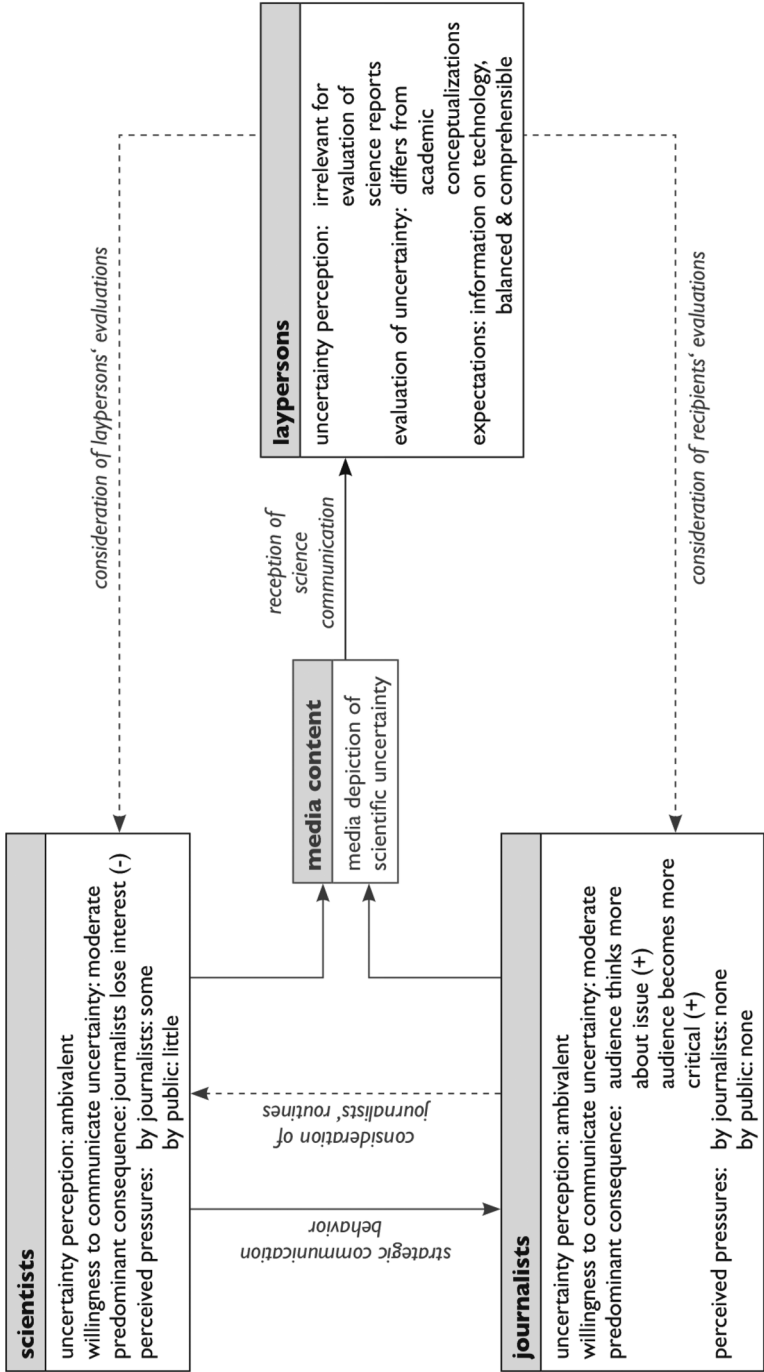 scientists
uncertainty perception: ambivalent
willingness to communicate uncertainty: moderate
predominant consequence: journalists lose interest (-)
perceived pressures: by journalists: some
by public: little
consideration of laypersons‘ evaluations
strategic communication
behavior
consideration of
journalists‘ routines
media content
media depiction of
scientific uncertainty
reception of
science
communication
laypersons
uncertainty perception: irrelevant for
evaluation of
science reports
evaluation of uncertainty: differs from
academic
conceptualizations
expectations: information on technology,
balanced & comprehensible
journalists
uncertainty perception: ambivalent
willingness to communicate uncertainty: moderate
predominant consequence: audience thinks more
about issue (+)
audience becomes more
critical (+)
perceived pressures: by journalists: none
by public: none
consideration of recipients‘ evaluations